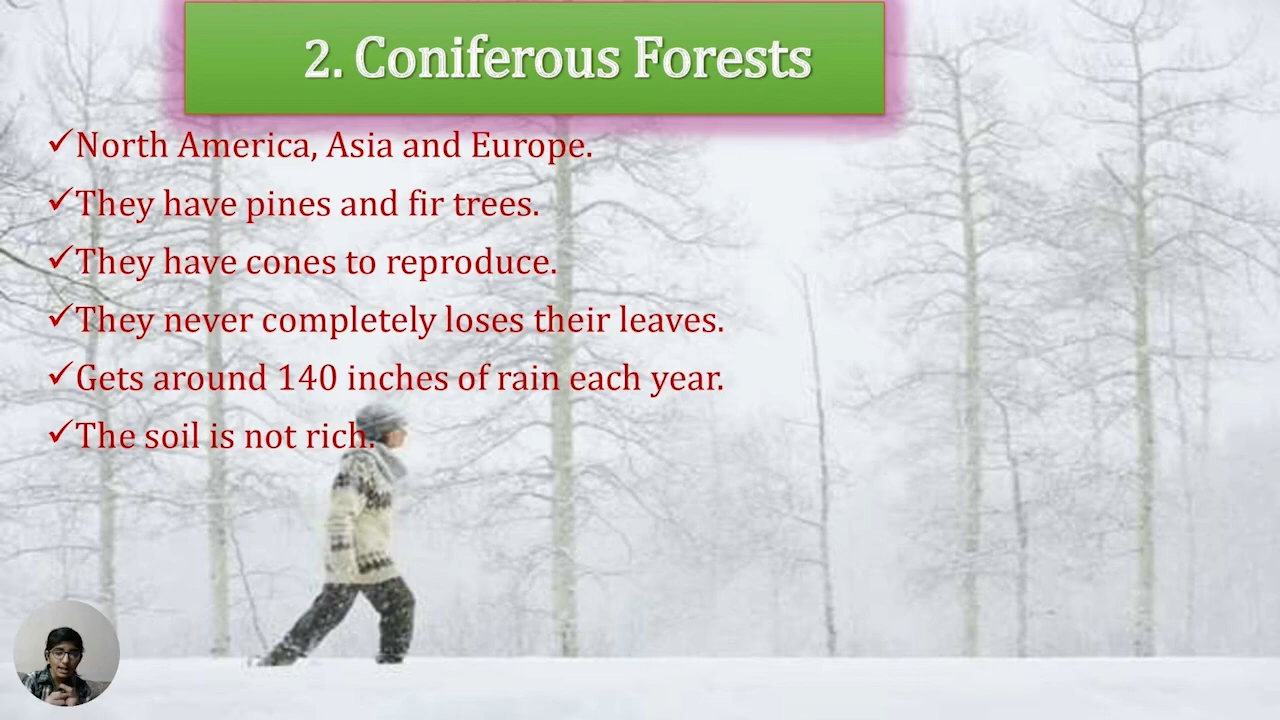 2. Coniferous Forests
✓North America, Asia and Europe.
✓They have pines and fir trees.
✓They have cones to reproduce.
✓They never completely loses their leaves.
✓Gets around 140 inches of rain each year.
✓The soil is not rich.